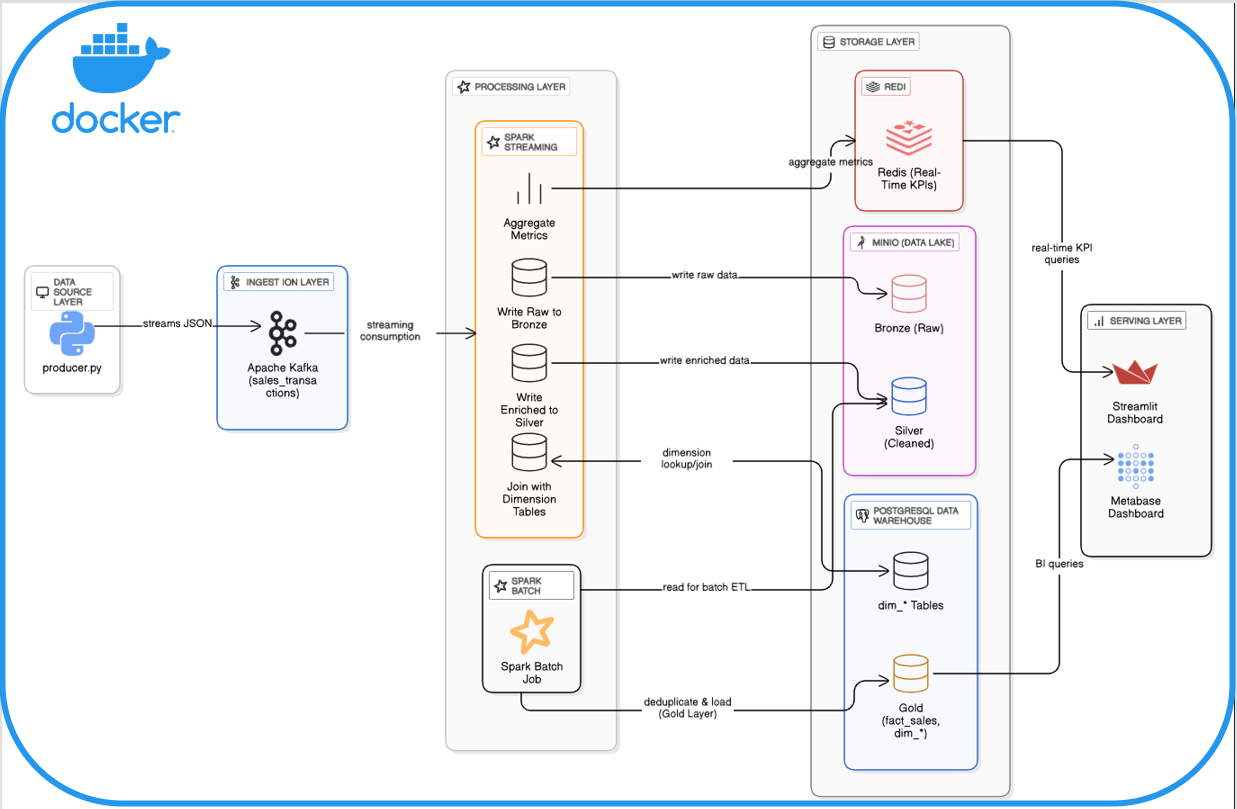 docker
DATA
SOURCE
LAYER
producer.py
streams JSON
INGEST ION LAYER
Apache Kafka
(sales_transa
ctions)
streaming
consumption
PROCESSING LAYER
SPARK
STREAMING
Aggregate
Metrics
Write Raw to
Bronze
Write
Enriched to
Silver
Join with
Dimension
Tables
SPARK
BATCH
Spark Batch
Job
aggregate metrics
write raw data
write enriched data
dimension
lookup/join
read for batch ETL
deduplicate & load
(Gold Layer)
STORAGE LAYER
REDI
Redis (Real-
Time KPIs)
MINIO (DATA LAKE)
Bronze (Raw)
Silver
(Cleaned)
POSTGRESQL DATA
WAREHOUSE
dim_* Tables
Gold
(fact_sales,
dim_*)
real-time KPI
queries
BI queries
SERVING LAYER
Streamlit
Dashboard
Metabase
Dashboard